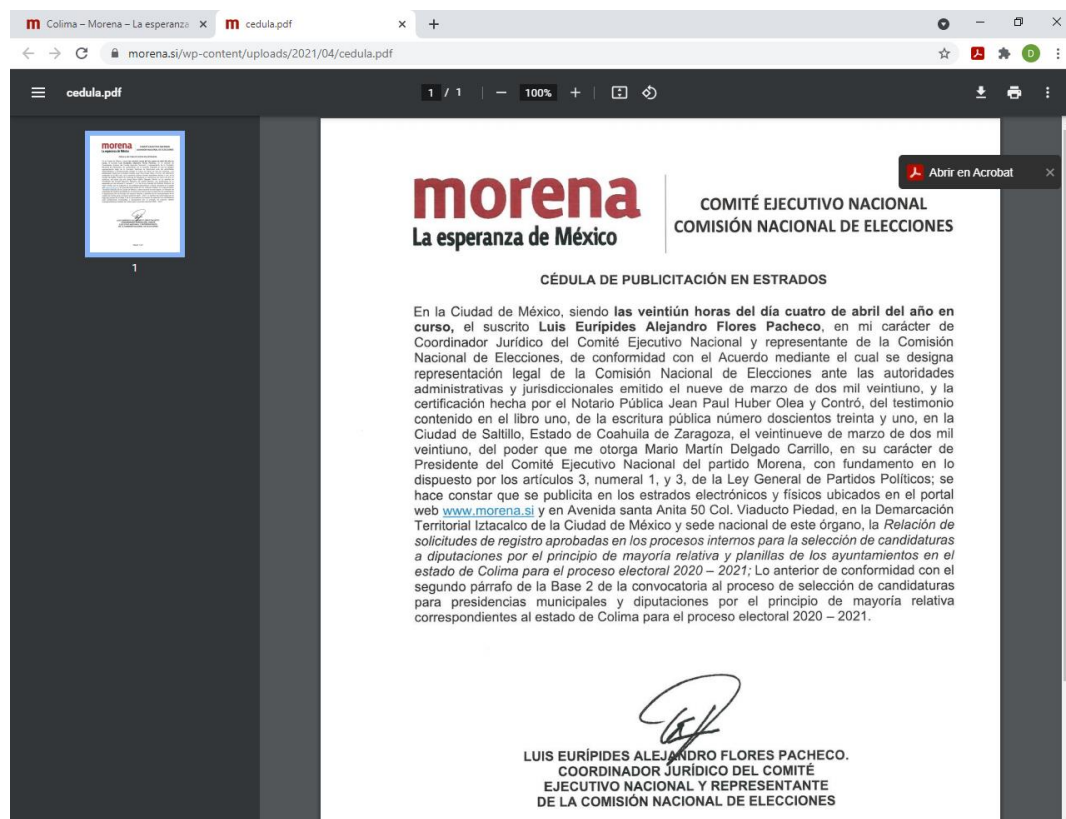 Colima – Morena – La esperanza
cedula.pdf
morena.si/wp-content/uploads/2021/04/cedula.pdf
D
cedula.pdf
1 / 1
100%
Abrir en Acrobat
1
morena
La esperanza de México
COMITÉ EJECUTIVO NACIONAL
COMISIÓN NACIONAL DE ELECCIONES
CÉDULA DE PUBLICITACIÓN EN ESTRADOS
En la Ciudad de México, siendo las veintiún horas del día cuatro de abril del año en
curso, el suscrito Luis Eurípides Alejandro Flores Pacheco, en mi carácter de
Coordinador Jurídico del Comité Ejecutivo Nacional y representante de la Comisión
Nacional de Elecciones, de conformidad con el Acuerdo mediante el cual se designa
representación legal de la Comisión Nacional de Elecciones ante las autoridades
administrativas y jurisdiccionales emitido el nueve de marzo de dos mil veintiuno, y la
certificación hecha por el Notario Pública Jean Paul Huber Olea y Contró, del testimonio
contenido en el libro uno, de la escritura pública número doscientos treinta y uno, en la
Ciudad de Saltillo, Estado de Coahuila de Zaragoza, el veintinueve de marzo de dos mil
veintiuno, del poder que me otorga Mario Martín Delgado Carrillo, en su carácter de
Presidente del Comité Ejecutivo Nacional del partido Morena, con fundamento en lo
dispuesto por los artículos 3, numeral 1, y 3, de la Ley General de Partidos Políticos; se
hace constar que se publicita en los estrados electrónicos y físicos ubicados en el portal
web www.morena.si y en Avenida santa Anita 50 Col. Viaducto Piedad, en la Demarcación
Territorial Iztacalco de la Ciudad de México y sede nacional de este órgano, la Relación de
solicitudes de registro aprobadas en los procesos internos para la selección de candidaturas
a diputaciones por el principio de mayoría relativa y planillas de los ayuntamientos en el
estado de Colima para el proceso electoral 2020 – 2021; Lo anterior de conformidad con el
segundo párrafo de la Base 2 de la convocatoria al proceso de selección de candidaturas
para presidencias municipales y diputaciones por el principio de mayoría relativa
correspondientes al estado de Colima para el proceso electoral 2020 – 2021.
LUIS EURÍPIDES ALEJANDRO FLORES PACHECO.
COORDINADOR JURÍDICO DEL COMITÉ
EJECUTIVO NACIONAL Y REPRESENTANTE
DE LA COMISIÓN NACIONAL DE ELECCIONES